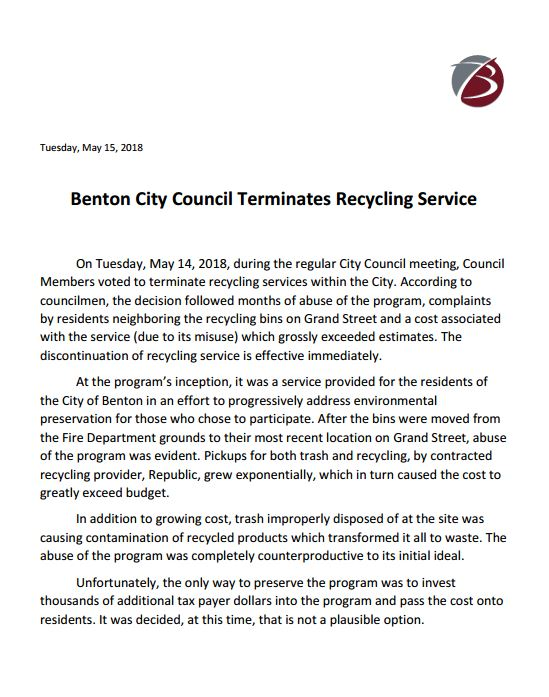 B
Tuesday, May 15, 2018
Benton City Council Terminates Recycling Service
On Tuesday, May 14, 2018, during the regular City Council meeting, Council
Members voted to terminate recycling services within the City. According to
councilmen, the decision followed months of abuse of the program, complaints
by residents neighboring the recycling bins on Grand Street and a cost associated
with the service (due to its misuse) which grossly exceeded estimates. The
discontinuation of recycling service is effective immediately.
At the program’s inception, it was a service provided for the residents of
the City of Benton in an effort to progressively address environmental
preservation for those who chose to participate. After the bins were moved from
the Fire Department grounds to their most recent location on Grand Street, abuse
of the program was evident. Pickups for both trash and recycling, by contracted
recycling provider, Republic, grew exponentially, which in turn caused the cost to
greatly exceed budget.
In addition to growing cost, trash improperly disposed of at the site was
causing contamination of recycled products which transformed it all to waste. The
abuse of the program was completely counterproductive to its initial ideal.
Unfortunately, the only way to preserve the program was to invest
thousands of additional tax payer dollars into the program and pass the cost onto
residents. It was decided, at this time, that is not a plausible option.